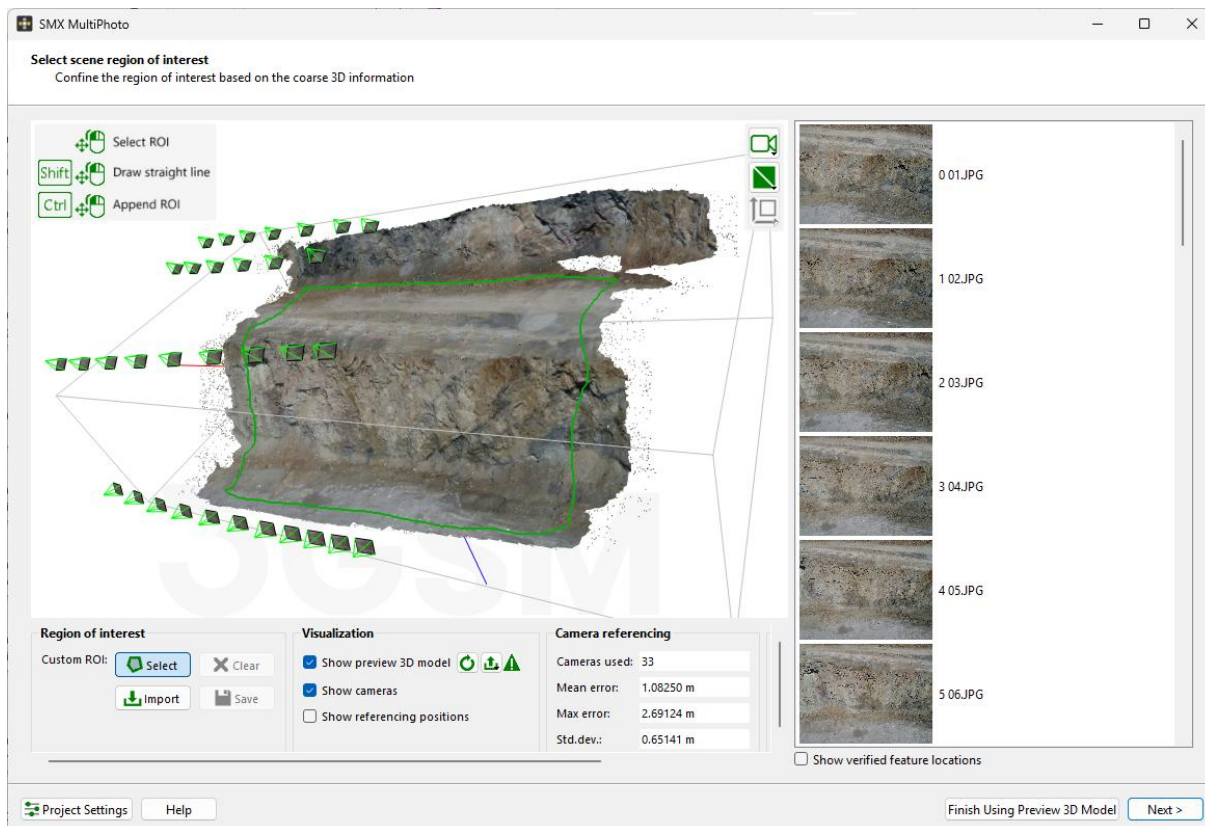 SMX MultiPhoto
Select scene region of interest
Confine the region of interest based on the coarse 3D information
Select ROI
Shift Draw straight line
Ctrl Append ROI
3GSM
0 01.JPG
1 02.JPG
2 03.JPG
3 04.JPG
4 05.JPG
5 06.JPG
Region of interest
Custom ROI: Select Clear
Import Save
Visualization
Show preview 3D model
Show cameras
Show referencing positions
Camera referencing
Cameras used: 33
Mean error: 1.08250 m
Max error: 2.69124 m
Std.dev.: 0.65141 m
Show verified feature locations
Project Settings Help Finish Using Preview 3D Model Next >